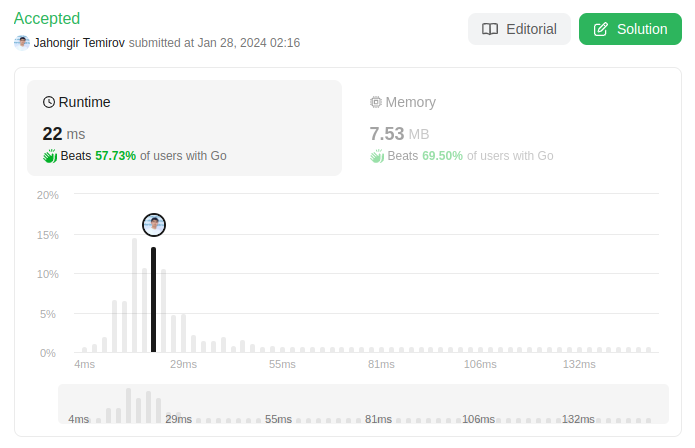 Accepted
Jahongir Temirov submitted at Jan 28, 2024 02:16
Editorial
Solution
Runtime
22 ms
Beats 57.73% of users with Go
Memory
7.53 MB
Beats 69.50% of users with Go
20%
15%
10%
5%
0%
4ms 29ms 55ms 81ms 106ms 132ms
4ms 29ms 55ms 81ms 106ms 132ms